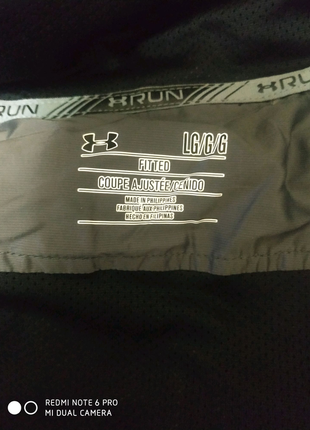 RUN
RUN
LG/G/G
FITTED
COUPE AJUSTÉE/CEÑIDO
MADE IN PHILIPPINES
FABRIQUÉ AUX PHILIPPINES
HECHO EN FILIPINAS
REDMI NOTE 6 PRO
MI DUAL CAMERA